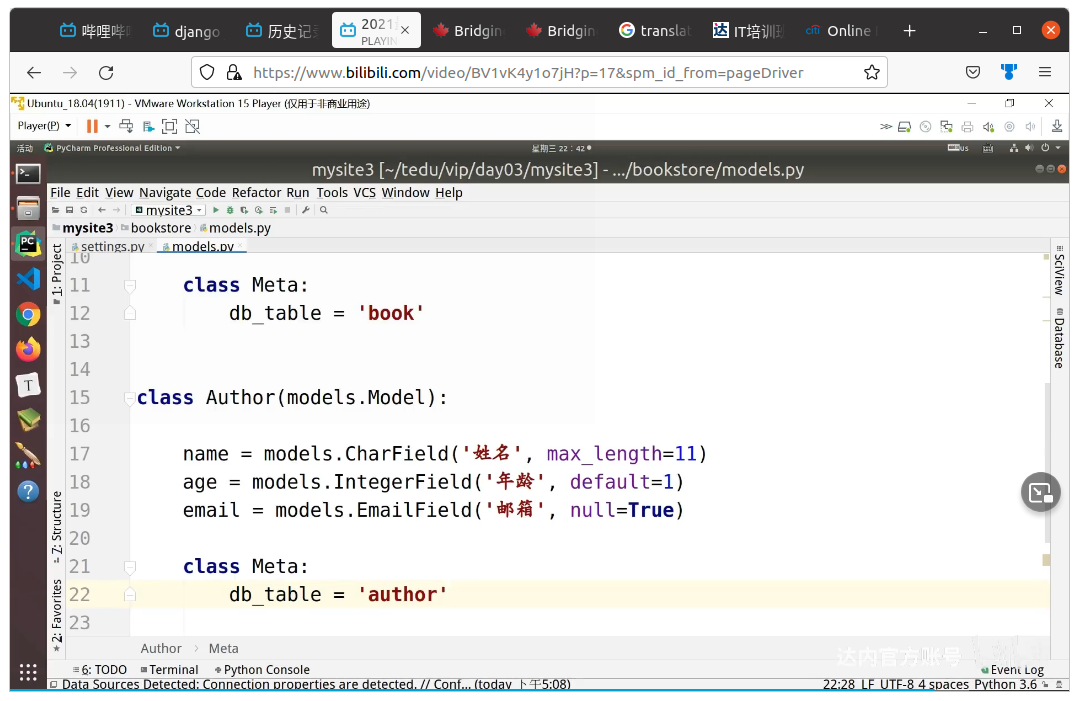 哔哩哔哩 djang 历史记 2021 PLAYIN Bridgin Bridgin translat IT培训 Online
https://www.bilibili.com/video/BV1vK4y1o7jH?p=17&spm_id_from=pageDriver
Ubuntu_18.04(1911) - VMware Workstation 15 Player (仅用于非商业用途)
Player(P)
活动 PyCharm Professional Edition 星期三 22：42
mysite3 [~/tedu/vip/day03/mysite3] - .../bookstore/models.py
File Edit View Navigate Code Refactor Run Tools VCS Window Help
mysite3
mysite3 bookstore models.py
settings.py models.py
1: Project
7: Structure
2: Favorites
10
11 class Meta:
12 db_table = 'book'
13
14
15 class Author(models.Model):
16
17 name = models.CharField('姓名', max_length=11)
18 age = models.IntegerField('年龄', default=1)
19 email = models.EmailField('邮箱', null=True)
20
21 class Meta:
22 db_table = 'author'
23
SciView
Database
Author Meta
达内官方账号
6: TODO Terminal Python Console Event Log
Data Sources Detected: Connection properties are detected. // Conf... (today 下午5:08) 22:28 LF UTF-8 4 spaces Python 3.6